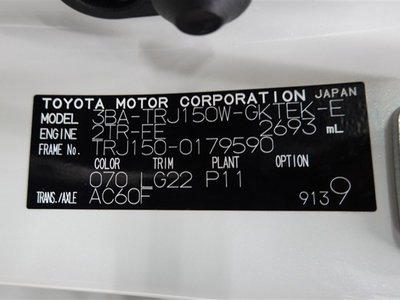 TOYOTA MOTOR CORPORATION JAPAN
MODEL 3BA-TRJ150W-GKTEK-E
ENGINE 2TR-FE 2693 mL
FRAME No. TRJ150-0179590
COLOR TRIM PLANT OPTION
070 LG22 P11
TRANS./AXLE AC60F 9139